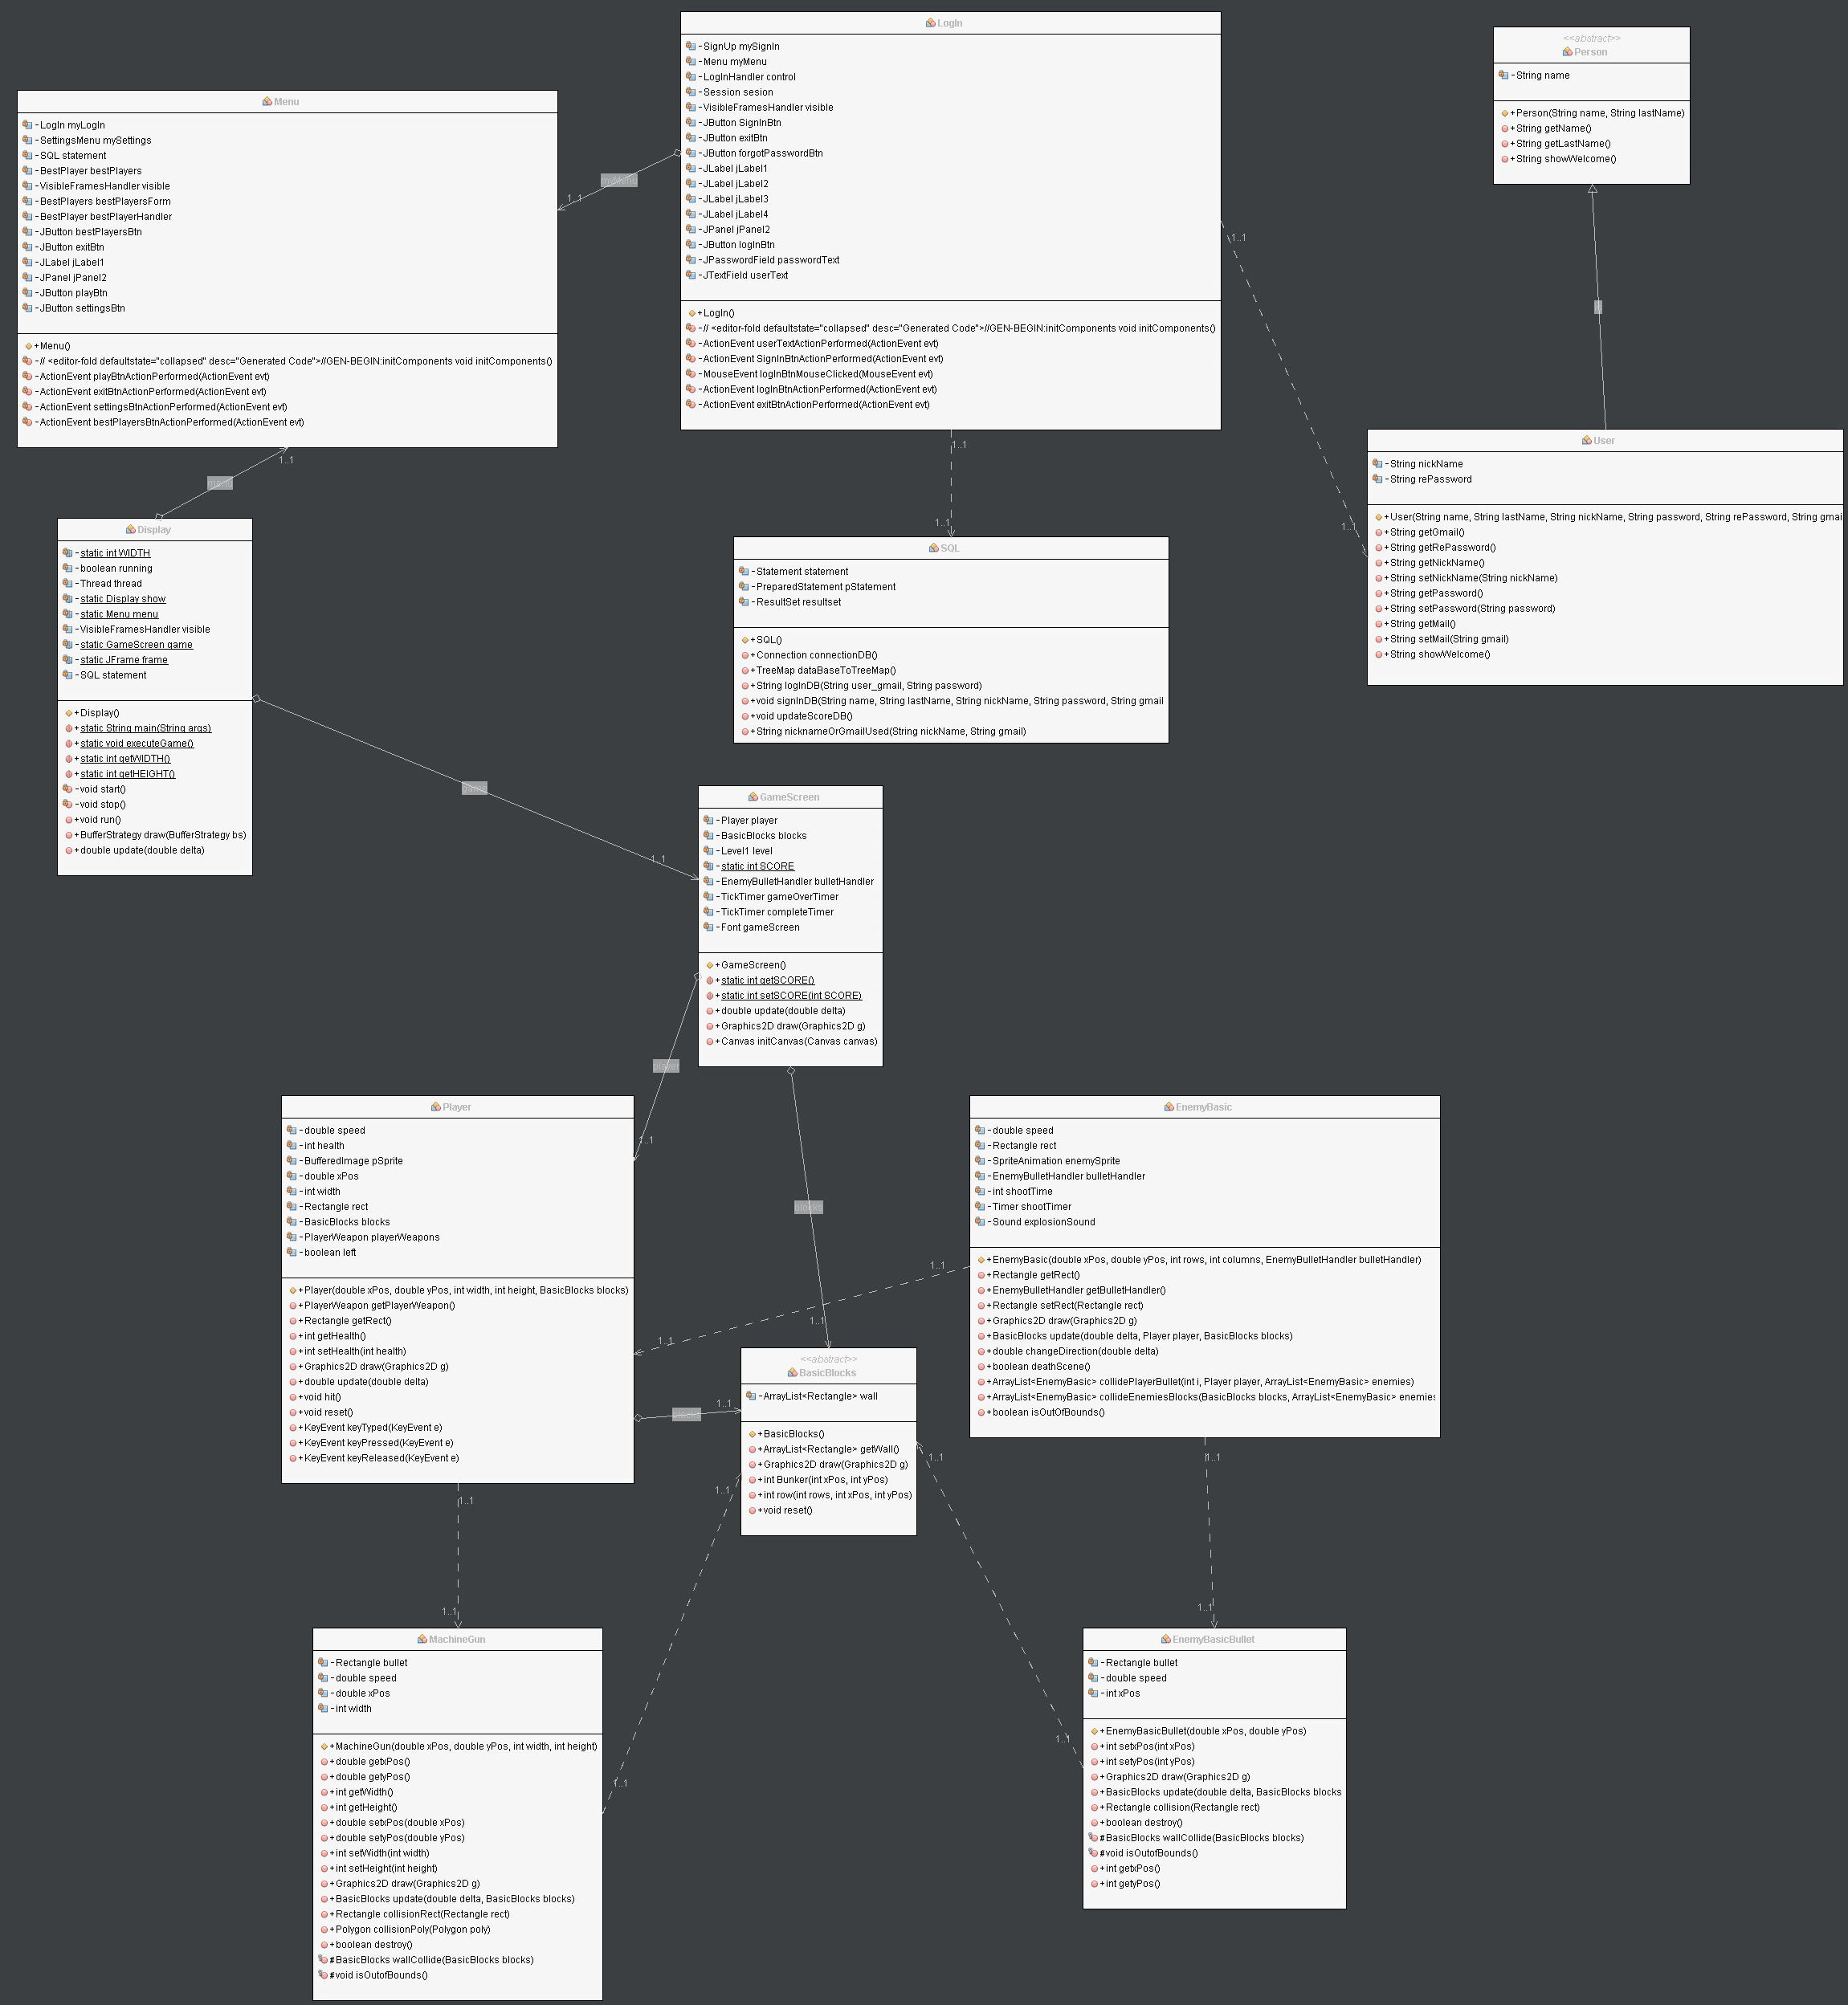 LogIn
-SignUp mySignIn
-Menu myMenu
-LogInHandler control
-Session sesion
-VisibleFramesHandler visible
-JButton SignInBtn
-JButton exitBtn
-JButton forgotPasswordBtn
-JLabel jLabel1
-JLabel jLabel2
-JLabel jLabel3
-JLabel jLabel4
-JPanel jPanel2
-JButton logInBtn
-JPasswordField passwordText
-JTextField userText
+LogIn()
-// <editor-fold defaultstate="collapsed" desc="Generated Code">//GEN-BEGIN:initComponents void initComponents()
-ActionEvent userTextActionPerformed(ActionEvent evt)
-ActionEvent SignInBtnActionPerformed(ActionEvent evt)
-MouseEvent logInBtnMouseClicked(MouseEvent evt)
-ActionEvent logInBtnActionPerformed(ActionEvent evt)
-ActionEvent exitBtnActionPerformed(ActionEvent evt)
<<abstract>>
Person
-String name
+Person(String name, String lastName)
+String getName()
+String getLastName()
+String showWelcome()
Menu
-LogIn myLogIn
-SettingsMenu mySettings
-SQL statement
-BestPlayer bestPlayers
-VisibleFramesHandler visible
-BestPlayers bestPlayersForm
-BestPlayer bestPlayerHandler
-JButton bestPlayersBtn
-JButton exitBtn
-JLabel jLabel1
-JPanel jPanel2
-JButton playBtn
-JButton settingsBtn
+Menu()
-// <editor-fold defaultstate="collapsed" desc="Generated Code">//GEN-BEGIN:initComponents void initComponents()
-ActionEvent playBtnActionPerformed(ActionEvent evt)
-ActionEvent exitBtnActionPerformed(ActionEvent evt)
-ActionEvent settingsBtnActionPerformed(ActionEvent evt)
-ActionEvent bestPlayersBtnActionPerformed(ActionEvent evt)
myMenu
1..1
1..1
1..1
User
-String nickName
-String rePassword
+User(String name, String lastName, String nickName, String password, String rePassword, String gmai
+String getGmail()
+String getRePassword()
+String getNickName()
+String setNickName(String nickName)
+String getPassword()
+String setPassword(String password)
+String getMail()
+String setMail(String gmail)
+String showWelcome()
1..1
menu
1..1
1..1
Display
-static int WIDTH
-boolean running
-Thread thread
-static Display show
-static Menu menu
-VisibleFramesHandler visible
-static GameScreen game
-static JFrame frame
-SQL statement
+Display()
+static String main(String args)
+static void executeGame()
+static int getWIDTH()
+static int getHEIGHT()
-void start()
-void stop()
+void run()
+BufferStrategy draw(BufferStrategy bs)
+double update(double delta)
SQL
-Statement statement
-PreparedStatement pStatement
-ResultSet resultset
+SQL()
+Connection connectionDB()
+TreeMap dataBaseToTreeMap()
+String logInDB(String user_gmail, String password)
+void signInDB(String name, String lastName, String nickName, String password, String gmail
+void updateScoreDB()
+String nicknameOrGmailUsed(String nickName, String gmail)
game
1..1
GameScreen
-Player player
-BasicBlocks blocks
-Level1 level
-static int SCORE
-EnemyBulletHandler bulletHandler
-TickTimer gameOverTimer
-TickTimer completeTimer
-Font gameScreen
+GameScreen()
+static int getSCORE()
+static int setSCORE(int SCORE)
+double update(double delta)
+Graphics2D draw(Graphics2D g)
+Canvas initCanvas(Canvas canvas)
player
1..1
Player
-double speed
-int health
-BufferedImage pSprite
-double xPos
-int width
-Rectangle rect
-BasicBlocks blocks
-PlayerWeapon playerWeapons
-boolean left
+Player(double xPos, double yPos, int width, int height, BasicBlocks blocks)
+PlayerWeapon getPlayerWeapon()
+Rectangle getRect()
+int getHealth()
+int setHealth(int health)
+Graphics2D draw(Graphics2D g)
+double update(double delta)
+void hit()
+void reset()
+KeyEvent keyTyped(KeyEvent e)
+KeyEvent keyPressed(KeyEvent e)
+KeyEvent keyReleased(KeyEvent e)
blocks
1..1
EnemyBasic
-double speed
-Rectangle rect
-SpriteAnimation enemySprite
-EnemyBulletHandler bulletHandler
-int shootTime
-Timer shootTimer
-Sound explosionSound
+EnemyBasic(double xPos, double yPos, int rows, int columns, EnemyBulletHandler bulletHandler)
+Rectangle getRect()
+EnemyBulletHandler getBulletHandler()
+Rectangle setRect(Rectangle rect)
+Graphics2D draw(Graphics2D g)
+BasicBlocks update(double delta, Player player, BasicBlocks blocks)
+double changeDirection(double delta)
+boolean deathScene()
+ArrayList<EnemyBasic> collidePlayerBullet(int i, Player player, ArrayList<EnemyBasic> enemies)
+ArrayList<EnemyBasic> collideEnemiesBlocks(BasicBlocks blocks, ArrayList<EnemyBasic> enemies
+boolean isOutOfBounds()
1..1
1..1
<<abstract>>
BasicBlocks
-ArrayList<Rectangle> wall
+BasicBlocks()
+ArrayList<Rectangle> getWall()
+Graphics2D draw(Graphics2D g)
+int Bunker(int xPos, int yPos)
+int row(int rows, int xPos, int yPos)
+void reset()
blocks
1..1
1..1
1..1
1..1
1..1
1..1
1..1
MachineGun
-Rectangle bullet
-double speed
-double xPos
-int width
+MachineGun(double xPos, double yPos, int width, int height)
+double getxPos()
+double getyPos()
+int getWidth()
+int getHeight()
+double setxPos(double xPos)
+double setyPos(double yPos)
+int setWidth(int width)
+int setHeight(int height)
+Graphics2D draw(Graphics2D g)
+BasicBlocks update(double delta, BasicBlocks blocks)
+Rectangle collisionRect(Rectangle rect)
+Polygon collisionPoly(Polygon poly)
+boolean destroy()
#BasicBlocks wallCollide(BasicBlocks blocks)
#void isOutofBounds()
1..1
1..1
EnemyBasicBullet
-Rectangle bullet
-double speed
-int xPos
+EnemyBasicBullet(double xPos, double yPos)
+int setxPos(int xPos)
+int setyPos(int yPos)
+Graphics2D draw(Graphics2D g)
+BasicBlocks update(double delta, BasicBlocks blocks
+Rectangle collision(Rectangle rect)
+boolean destroy()
#BasicBlocks wallCollide(BasicBlocks blocks)
#void isOutofBounds()
+int getxPos()
+int getyPos()